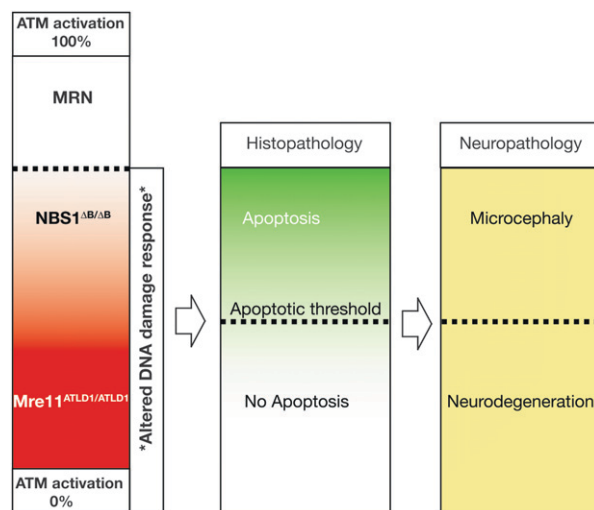 ATM activation
100%
MRN
NBS1ΔB/ΔB
Mre11ATLD1/ATLD1
ATM activation
0%
*Altered DNA damage response*
Histopathology
Apoptosis
Apoptotic threshold
No Apoptosis
Neuropathology
Microcephaly
Neurodegeneration